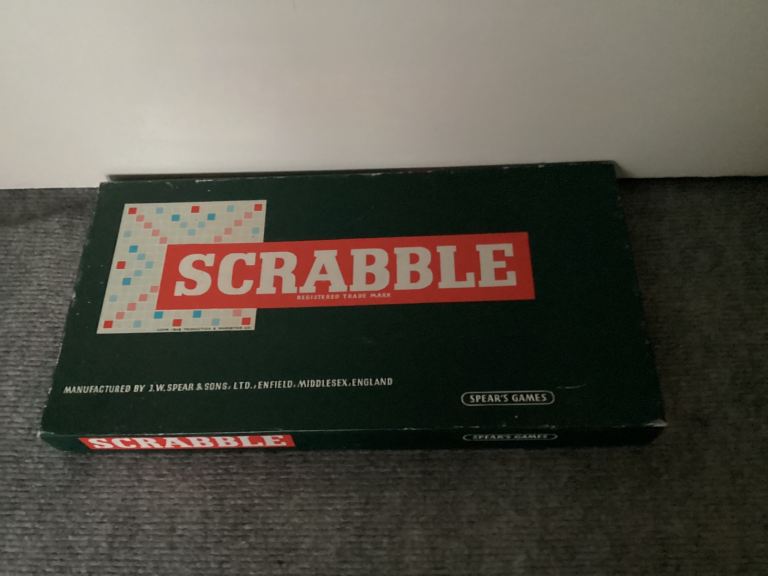 SCRABBLE
REGISTERED TRADE MARK
MANUFACTURED BY J.W. SPEAR & SONS, LTD., ENFIELD, MIDDLESEX, ENGLAND
SPEAR'S GAMES
SCRABBLE
SPEAR'S GAMES